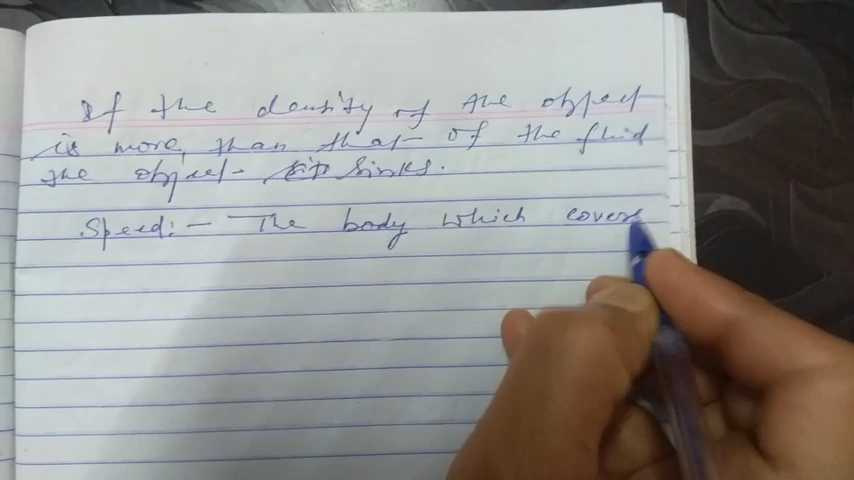 If the density of the object
is more than that of the fluid
the object sinks.
Speed:- The body which covers